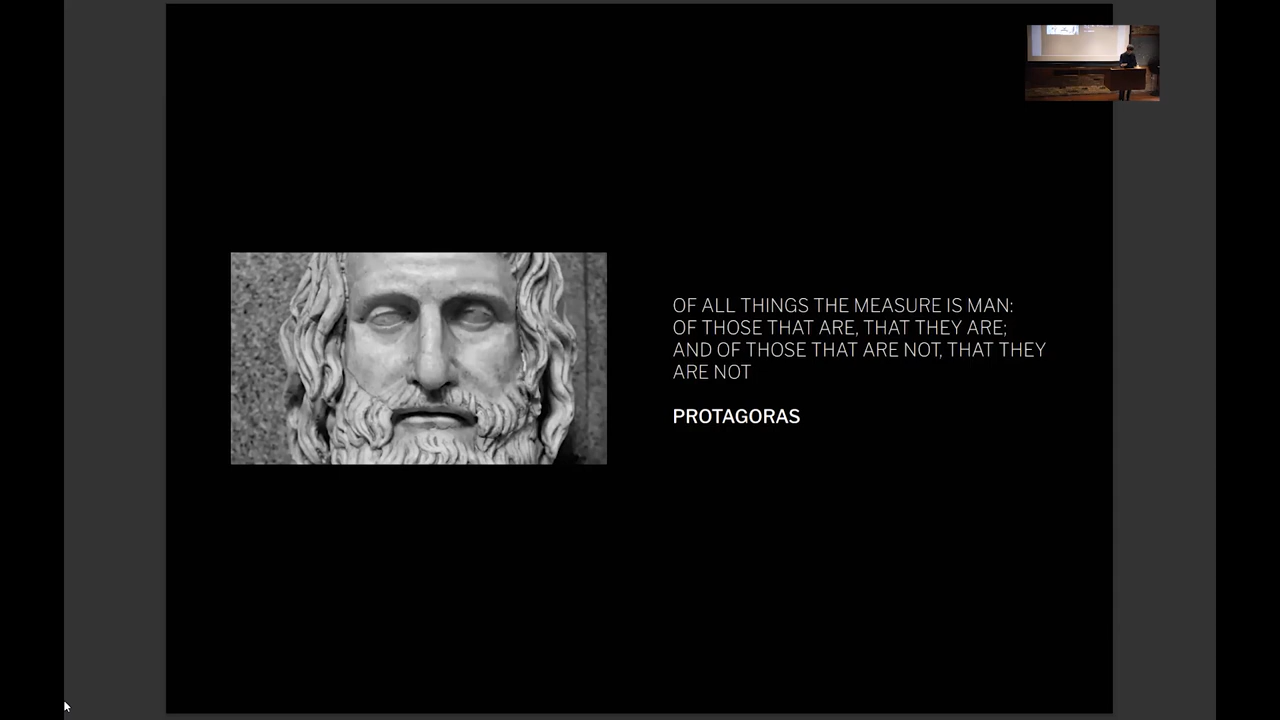 OF ALL THINGS THE MEASURE IS MAN:
OF THOSE THAT ARE, THAT THEY ARE;
AND OF THOSE THAT ARE NOT, THAT THEY
ARE NOT
PROTAGORAS